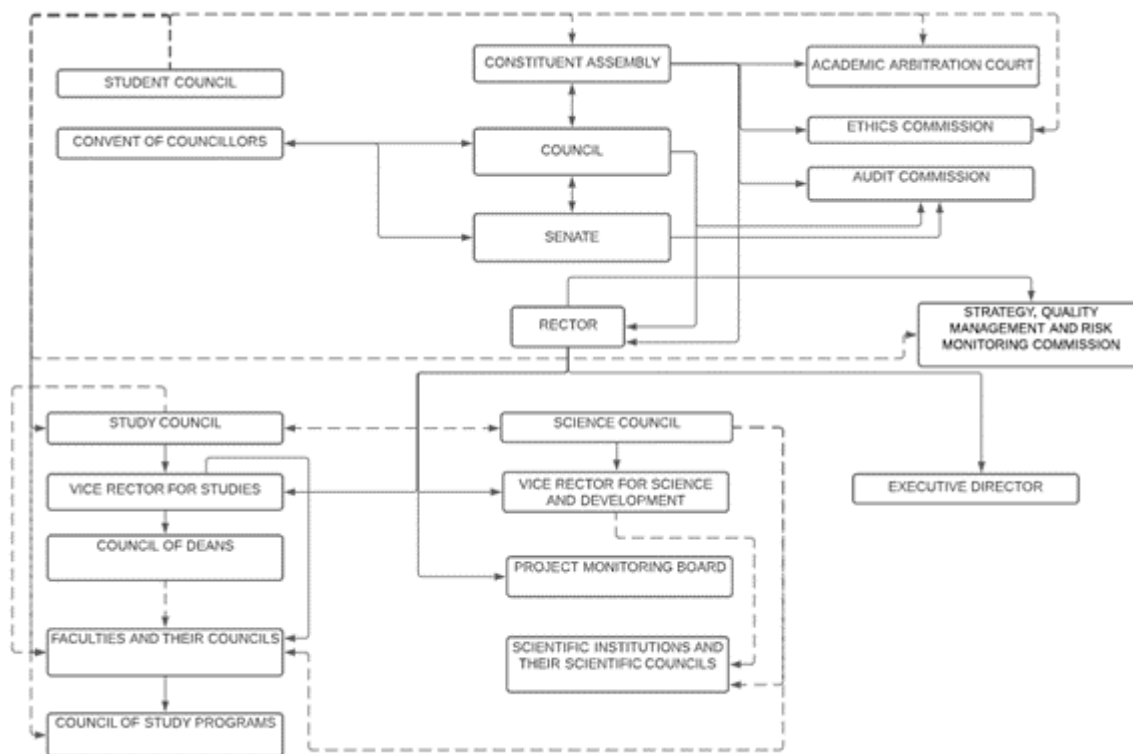 STUDENT COUNCIL
CONSTITUENT ASSEMBLY
ACADEMIC ARBITRATION COURT
CONVENT OF COUNCILLORS
COUNCIL
ETHICS COMMISSION
AUDIT COMMISSION
SENATE
RECTOR
STRATEGY, QUALITY
MANAGEMENT AND RISK
MONITORING COMMISSION
STUDY COUNCIL
SCIENCE COUNCIL
VICE RECTOR FOR STUDIES
VICE RECTOR FOR SCIENCE
AND DEVELOPMENT
EXECUTIVE DIRECTOR
COUNCIL OF DEANS
PROJECT MONITORING BOARD
FACULTIES AND THEIR COUNCILS
SCIENTIFIC INSTITUTIONS AND
THEIR SCIENTIFIC COUNCILS
COUNCIL OF STUDY PROGRAMS